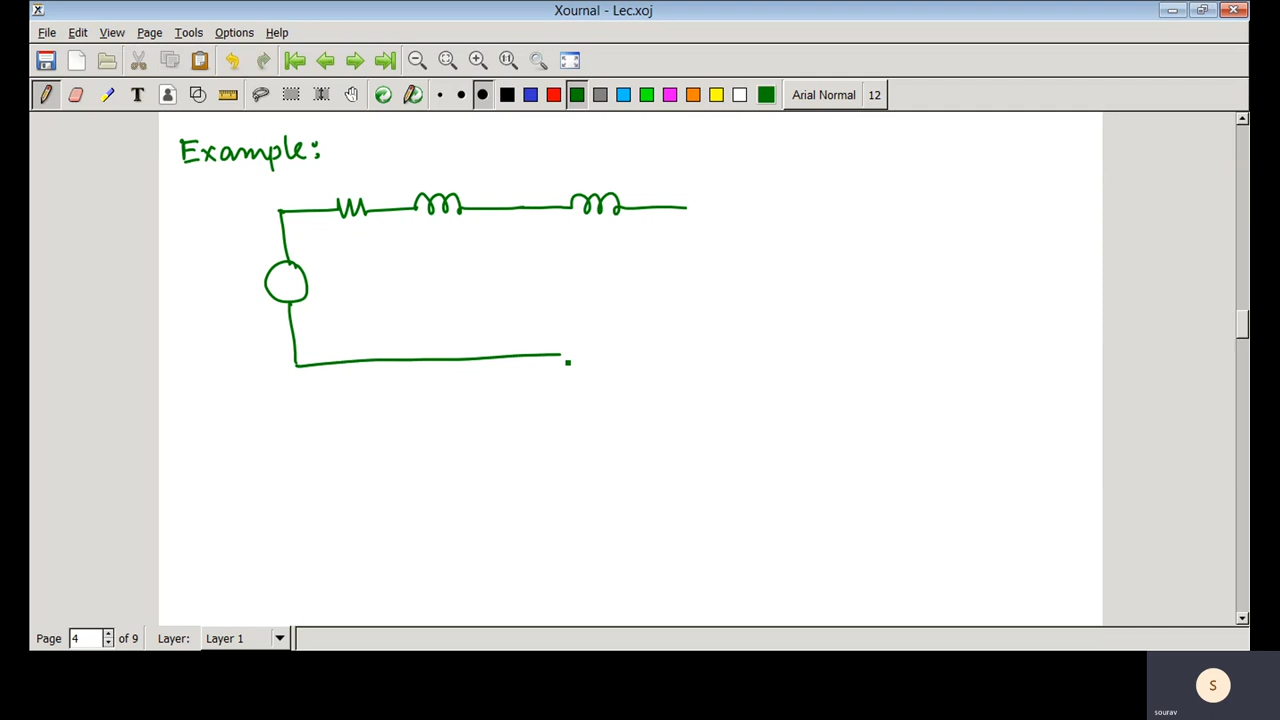 Xournal - Lec.xoj
File Edit View Page Tools Options Help
Arial Normal 12
Example:
Page 4 of 9 Layer: Layer 1
S
sourav